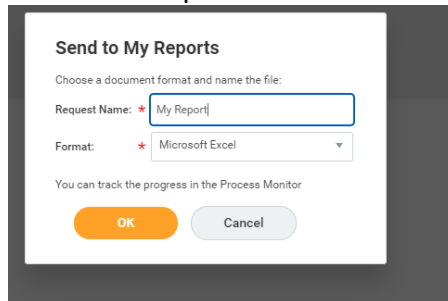 Send to My Reports
Choose a document format and name the file:
Request Name: * My Report
Format: * Microsoft Excel
You can track the progress in the Process Monitor
OK Cancel